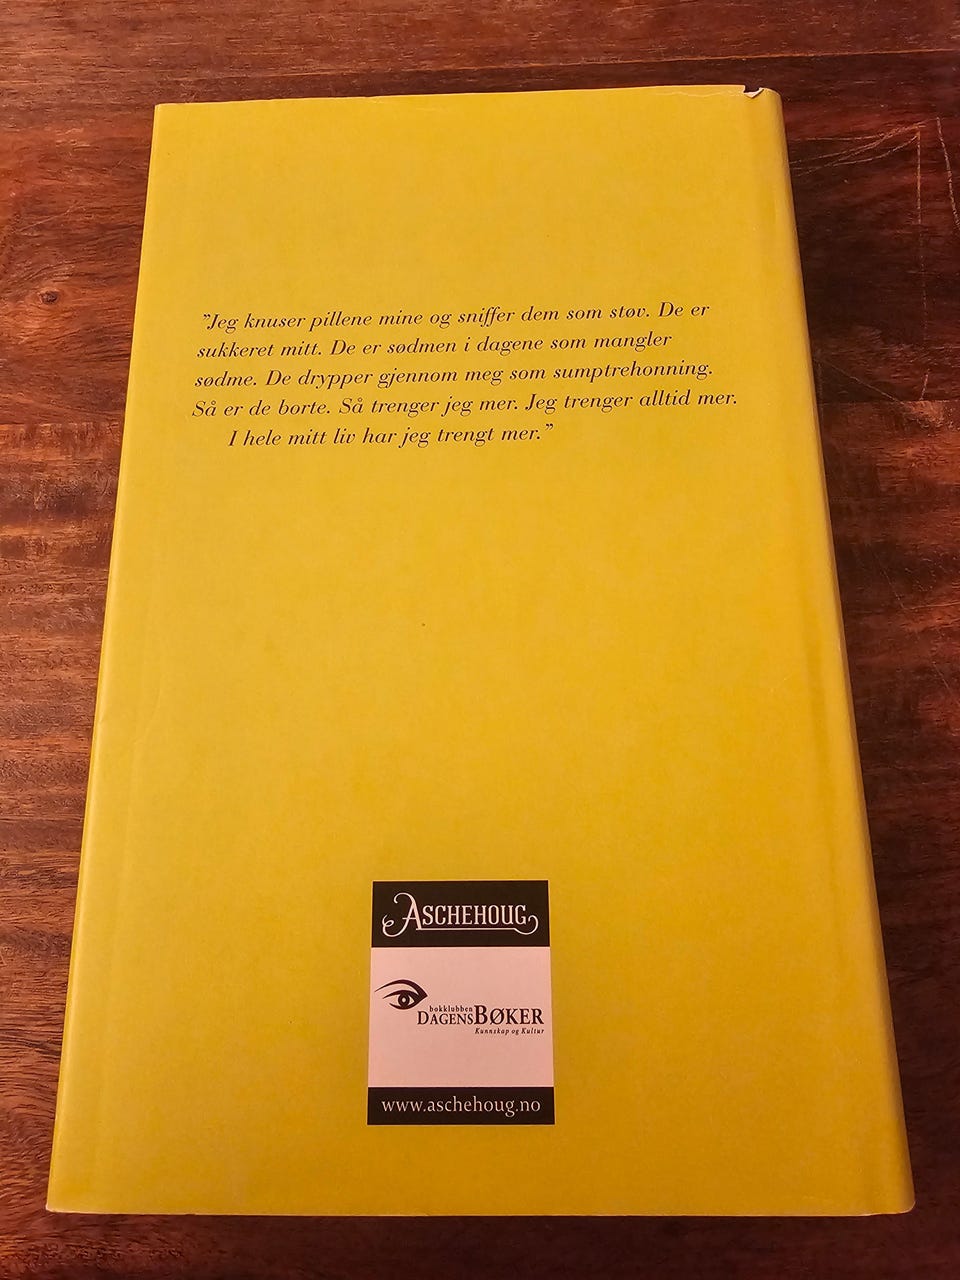 ”Jeg knuser pillene mine og sniffer dem som støv. De er
sukkeret mitt. De er sødmen i dagene som mangler
sødme. De drypper gjennom meg som sumptrehonning.
Så er de borte. Så trenger jeg mer. Jeg trenger alltid mer.
I hele mitt liv har jeg trengt mer.”
ASCHEHOUG
bokklubben
DAGENSBØKER
Kunnskap og Kultur
www.aschehoug.no